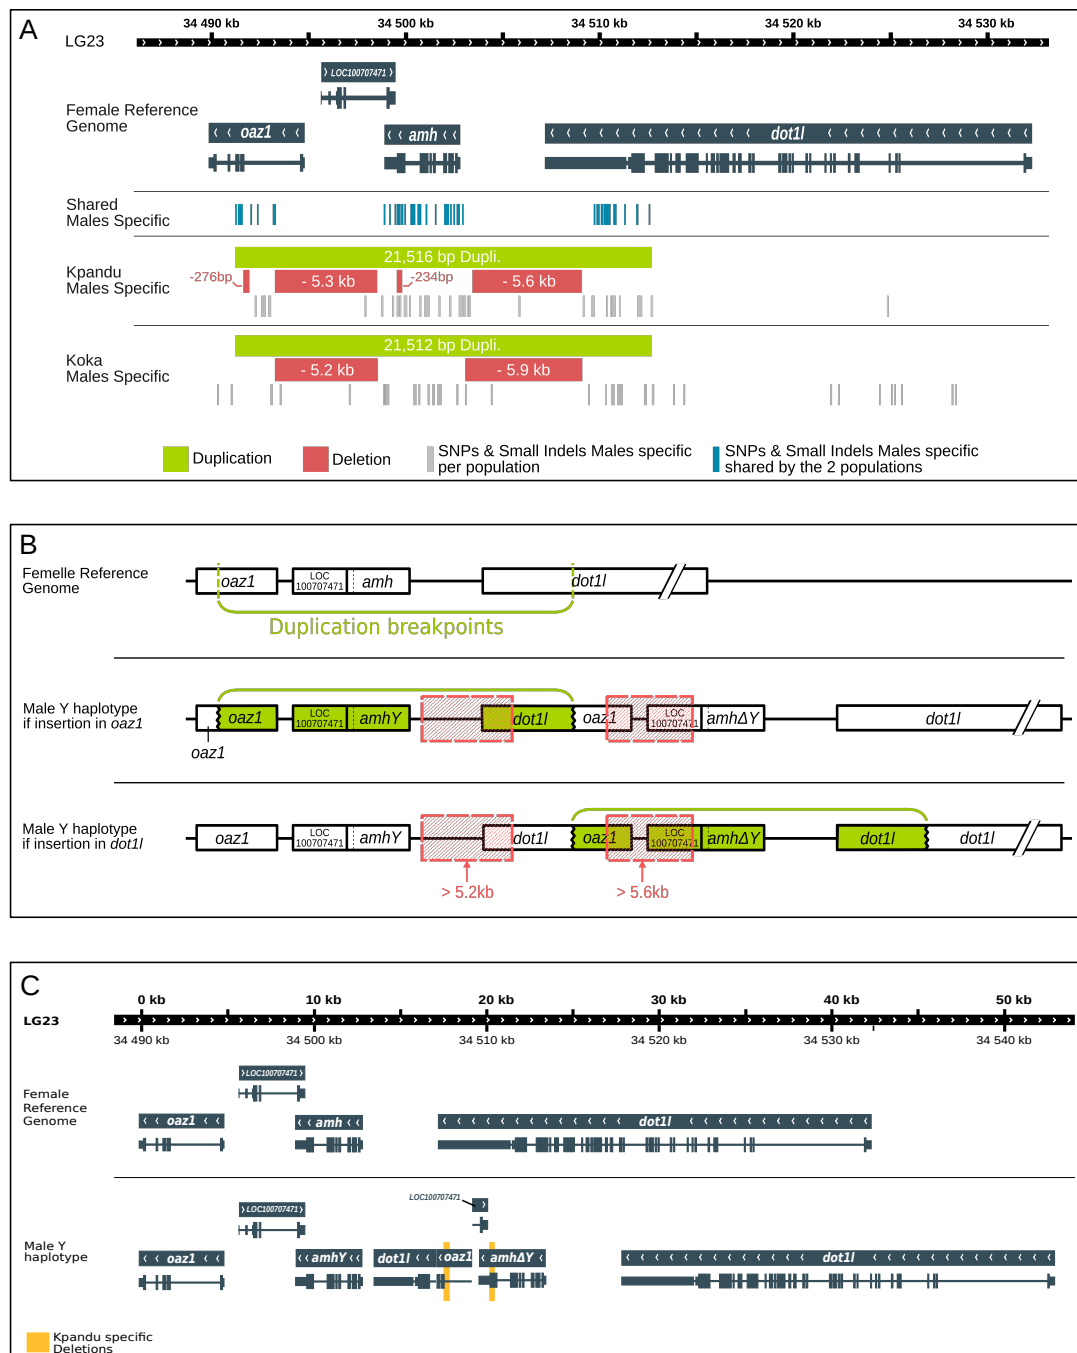 A
34 490 kb 34 500 kb 34 510 kb 34 520 kb 34 530 kb
LG23
LOC100707471
Female Reference
Genome
oaz1 amh dot1l
Shared
Males Specific
21,516 bp Dupli.
Kpandu
Males Specific
-276bp - 5.3 kb -234bp - 5.6 kb
21,512 bp Dupli.
Koka
Males Specific
- 5.2 kb - 5.9 kb
Duplication Deletion
SNPs & Small Indels Males specific
per population
SNPs & Small Indels Males specific
shared by the 2 populations
B
Femelle Reference
Genome
oaz1 LOC
100707471 amh dot1l
Duplication breakpoints
Male Y haplotype
if insertion in oaz1
oaz1 LOC
100707471 amhY dot1l oaz1 LOC
100707471 amhΔY dot1l
oaz1
Male Y haplotype
if insertion in dot1l
oaz1 LOC
100707471 amhY dot1l oaz1 LOC
100707471 amhΔY dot1l dot1l
> 5.2kb > 5.6kb
C
0 kb 10 kb 20 kb 30 kb 40 kb 50 kb
LG23
34 490 kb 34 500 kb 34 510 kb 34 520 kb 34 530 kb 34 540 kb
LOC100707471
Female
Reference
Genome
oaz1 amh dot1l
LOC100707471
LOC100707471
Male Y
haplotype
oaz1 amhY dot1l oaz1 amhΔY dot1l
Kpandu specific
Deletions